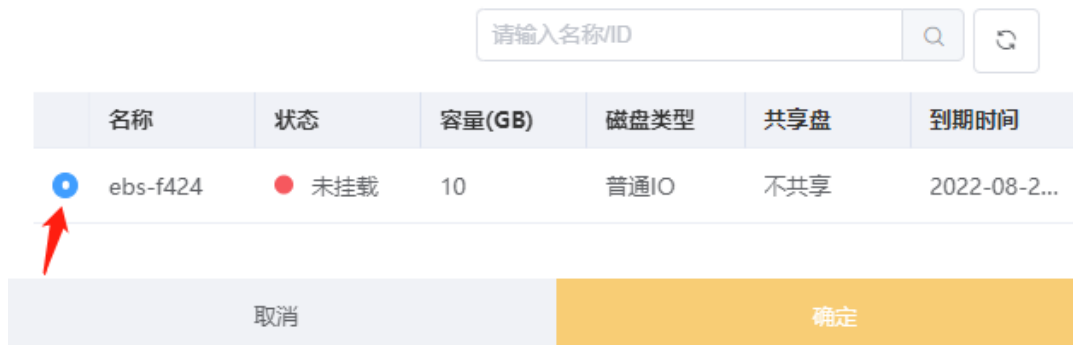 请输入名称/ID
名称 状态 容量(GB) 磁盘类型 共享盘 到期时间
ebs-f424 未挂载 10 普通IO 不共享 2022-08-2...
取消 确定